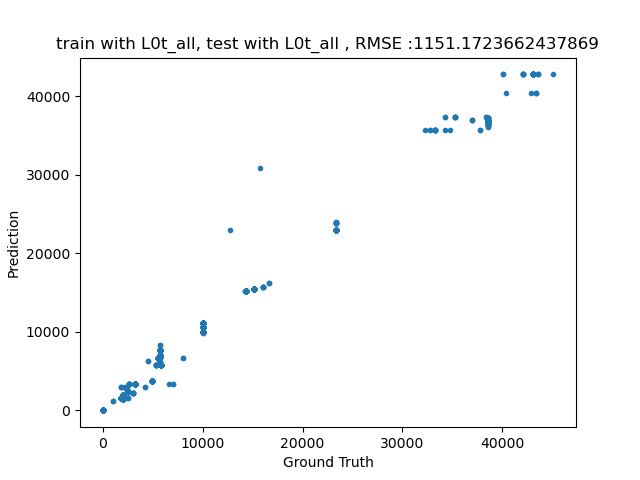 train with L0t_all, test with L0t_all , RMSE :1151.1723662437869
40000
30000
20000
10000
0
Prediction
0 10000 20000 30000 40000
Ground Truth